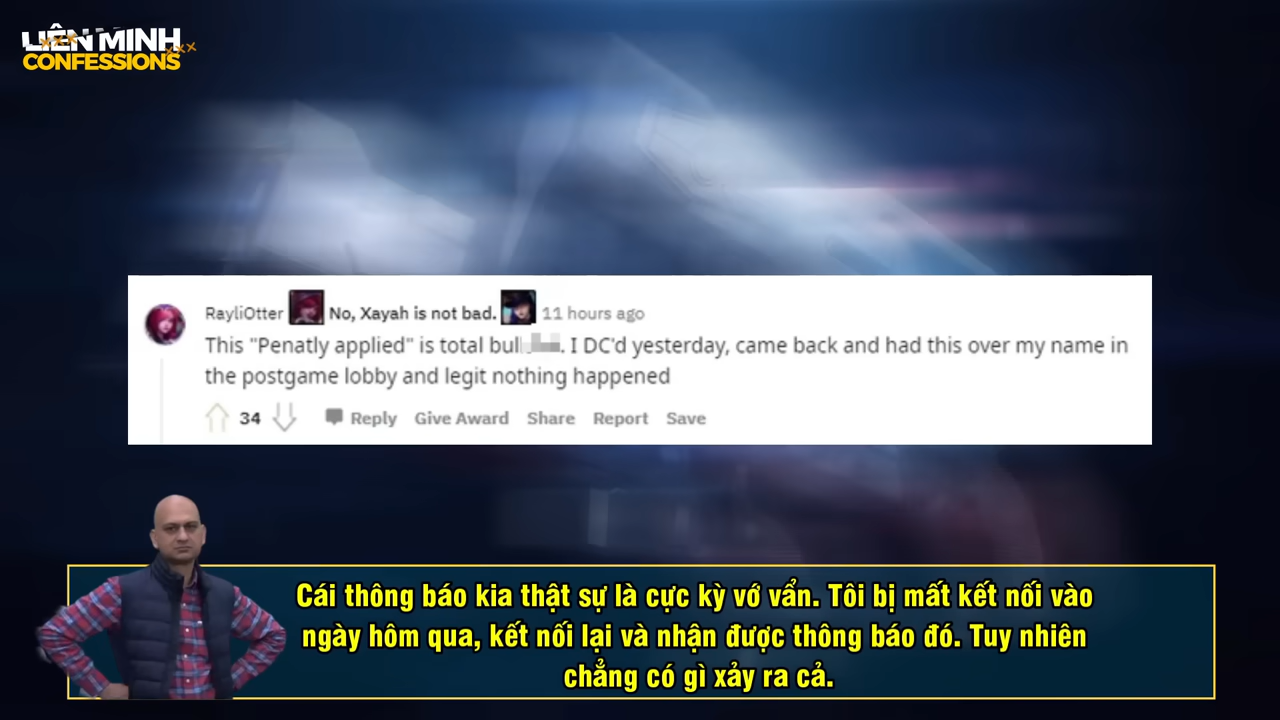 LIÊN MINH
CONFESSIONS
RayliOtter No, Xayah is not bad. 11 hours ago
This "Penatly applied" is total bul. I DC'd yesterday, came back and had this over my name in
the postgame lobby and legit nothing happened
34 Reply Give Award Share Report Save
Cái thông báo kia thật sự là cực kỳ vớ vẩn. Tôi bị mất kết nối vào
ngày hôm qua, kết nối lại và nhận được thông báo đó. Tuy nhiên
chẳng có gì xảy ra cả.